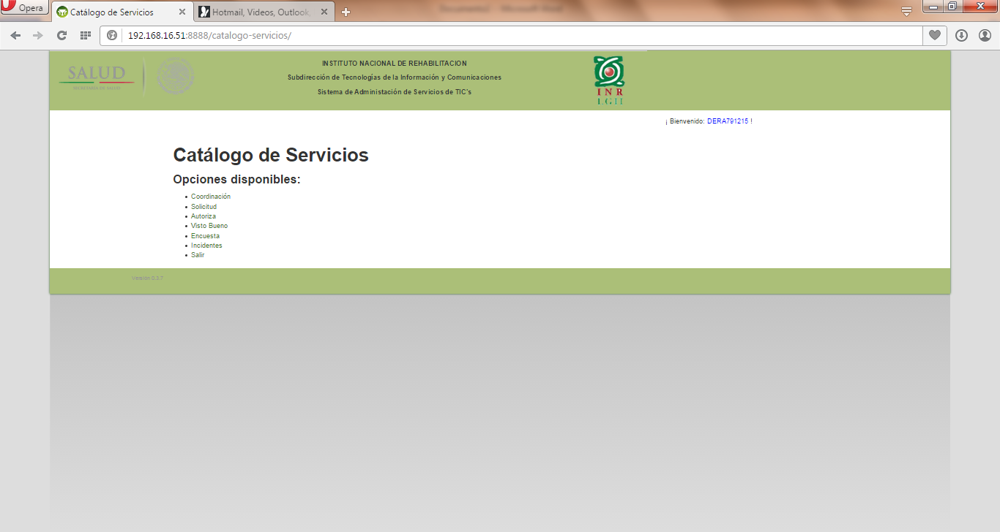 Opera
Catálogo de Servicios
Hotmail, Videos, Outlook,
192.168.16.51:8888/catalogo-servicios/
SALUD
SECRETARÍA DE SALUD
INSTITUTO NACIONAL DE REHABILITACION
Subdirección de Tecnologías de la Información y Comunicaciones
Sistema de Administación de Servicios de TIC's
INR
LGII
¡ Bienvenido: DERA791215 !
Catálogo de Servicios
Opciones disponibles:
Coordinación
Solicitud
Autoriza
Visto Bueno
Encuesta
Incidentes
Salir
Versión 0.3.7